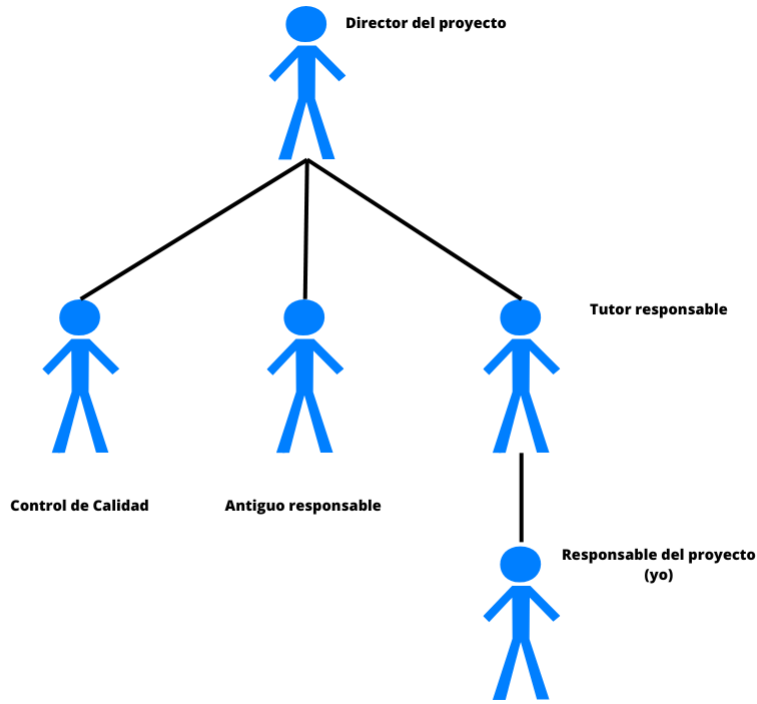 Director del proyecto
Tutor responsable
Control de Calidad
Antiguo responsable
Responsable del proyecto
(yo)